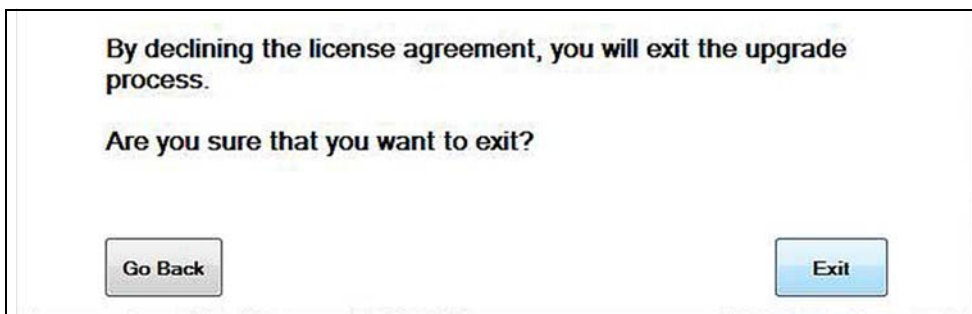 By declining the license agreement, you will exit the upgrade
process.
Are you sure that you want to exit?
Go Back
Exit